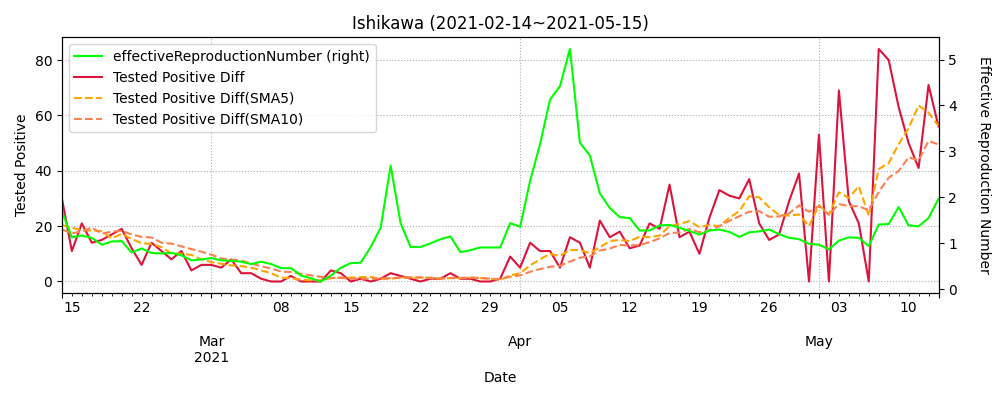 Ishikawa (2021-02-14~2021-05-15)
effectiveReproductionNumber (right)
Tested Positive Diff
Tested Positive Diff(SMA5)
Tested Positive Diff(SMA10)
Tested Positive
80
60
40
20
0
Effective Reproduction Number
5
4
3
2
1
0
15 22 08 15 22 29 05 12 19 26 03 10
Mar Apr May
2021
Date